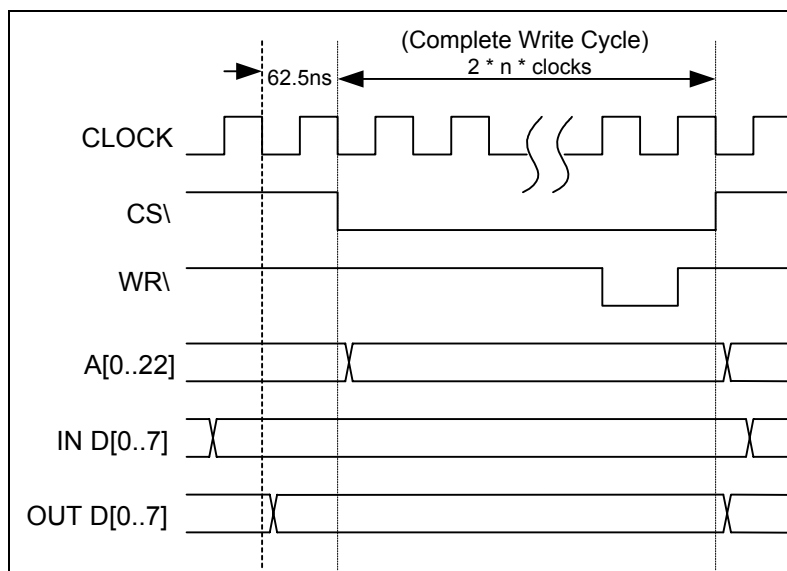 (Complete Write Cycle)
62.5ns
2 * n * clocks
CLOCK
CS\
WR\
A[0..22]
IN D[0..7]
OUT D[0..7]